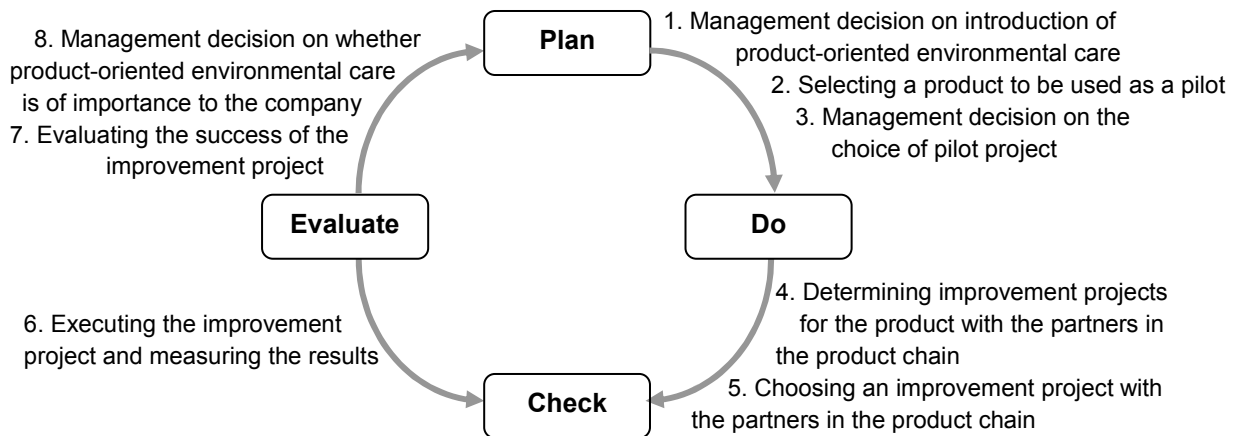 Plan
1. Management decision on introduction of
product-oriented environmental care
2. Selecting a product to be used as a pilot
3. Management decision on the
choice of pilot project
Do
4. Determining improvement projects
for the product with the partners in
the product chain
5. Choosing an improvement project with
the partners in the product chain
Check
6. Executing the improvement
project and measuring the results
Evaluate
8. Management decision on whether
product-oriented environmental care
is of importance to the company
7. Evaluating the success of the
improvement project